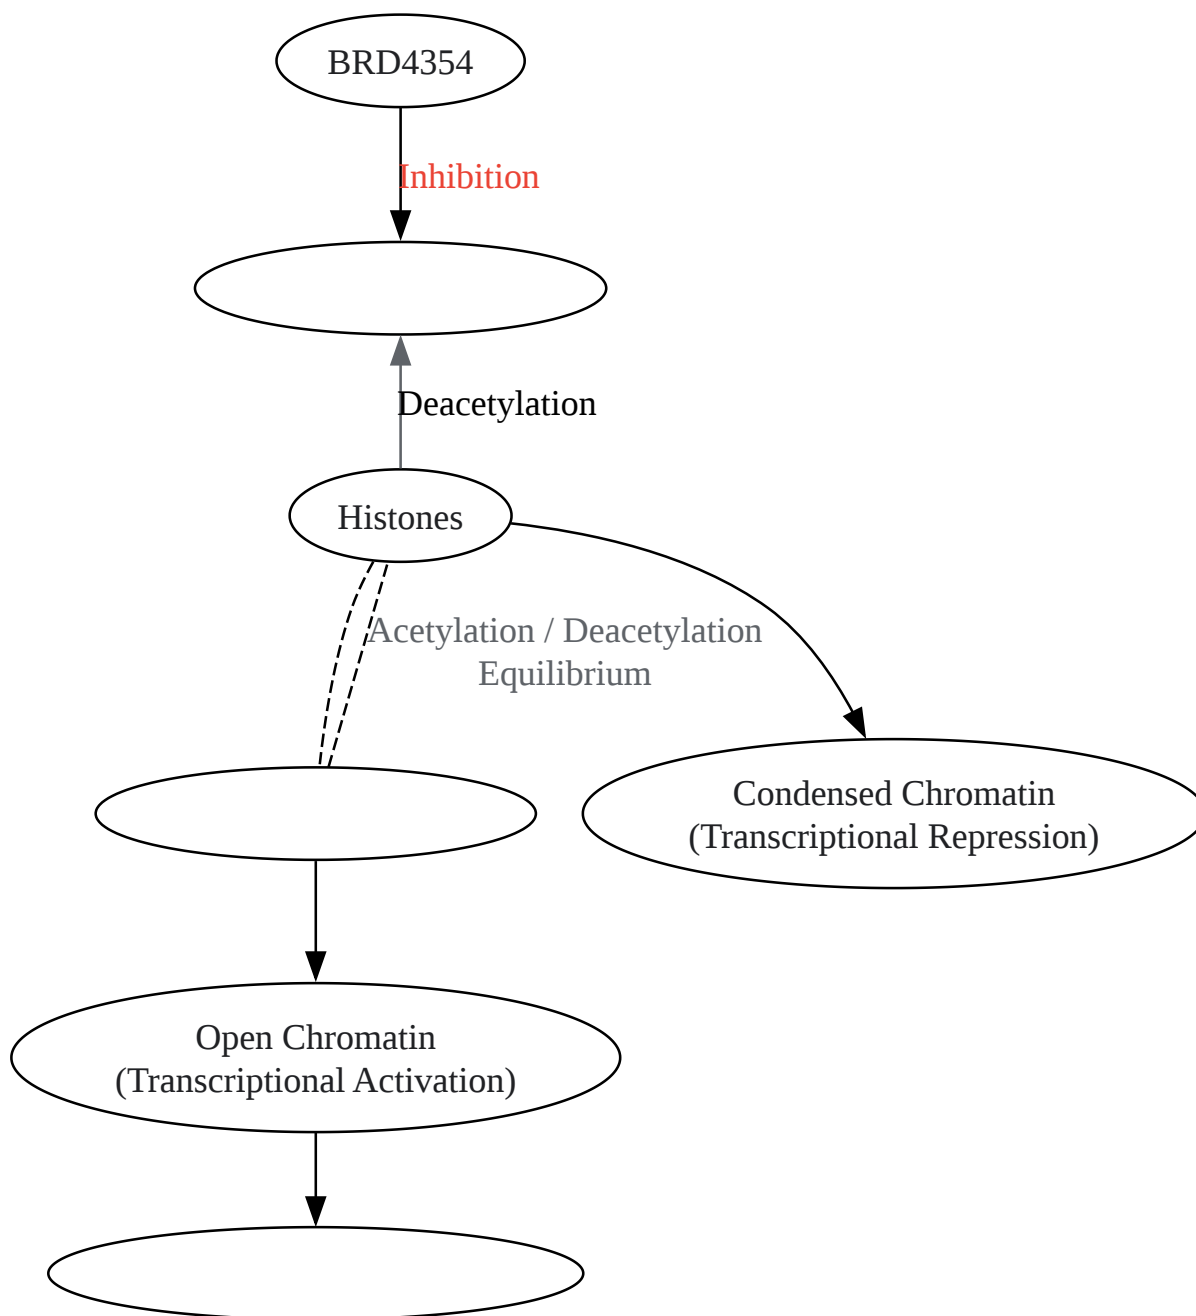 BRD4354
Inhibition
Deacetylation
Histones
Acetylation / Deacetylation
Equilibrium
Condensed Chromatin
(Transcriptional Repression)
Open Chromatin
(Transcriptional Activation)